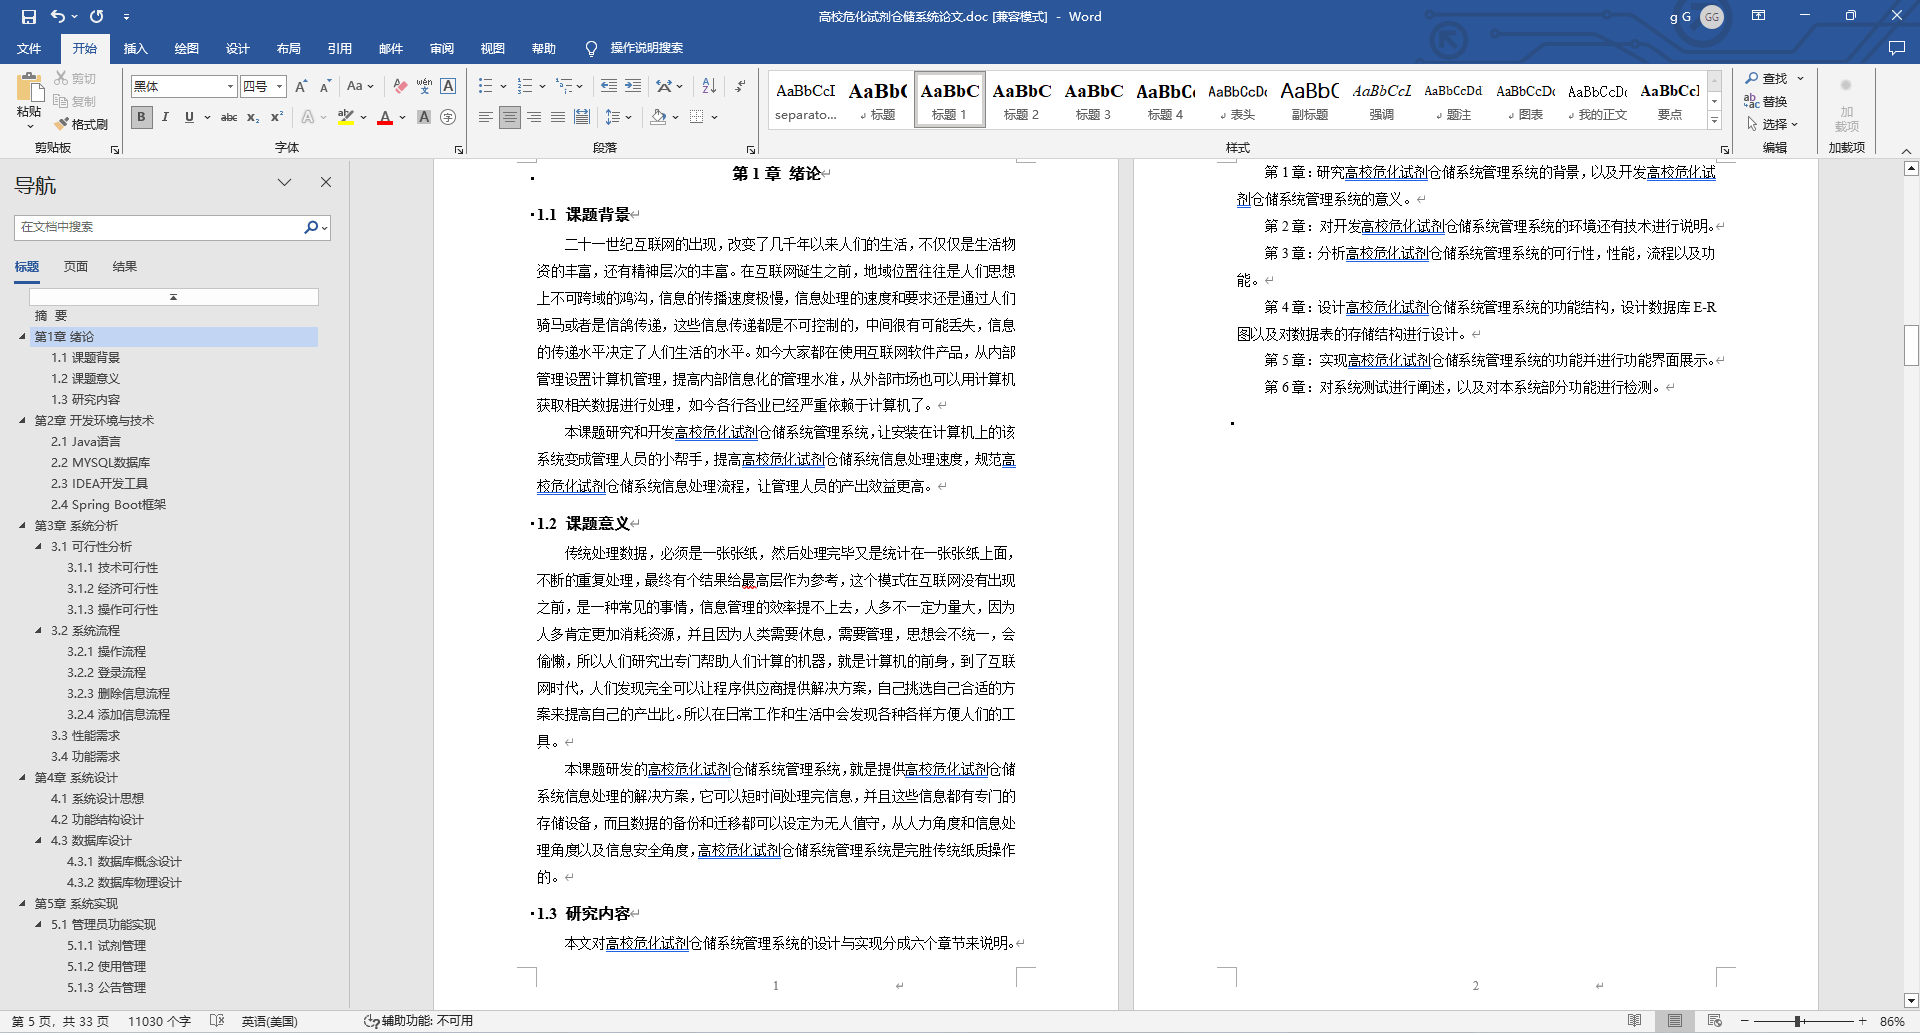 高校危化试剂仓储系统论文.doc [兼容模式] - Word
g G
GG
文件 开始 插入 绘图 设计 布局 引用 邮件 审阅 视图 帮助 操作说明搜索
粘贴
剪切
复制
格式刷
剪贴板
黑体 四号
字体
段落
AaBbCcI separato...
AaBb( 标题
AaBbC 标题 1
AaBbC 标题 2
AaBbC 标题 3
AaBbC( 标题 4
AaBbCcDc 表头
AaBbC 副标题
AaBbCcL 强调
AaBbCcDd 题注
AaBbCcDc 图表
AaBbCcDc 我的正文
AaBbCcl 要点
样式
查找
替换
选择
编辑
加载项
加载项
导航
在文档中搜索
标题 页面 结果
摘 要
第1章 绪论
1.1 课题背景
1.2 课题意义
1.3 研究内容
第2章 开发环境与技术
2.1 Java语言
2.2 MYSQL数据库
2.3 IDEA开发工具
2.4 Spring Boot框架
第3章 系统分析
3.1 可行性分析
3.1.1 技术可行性
3.1.2 经济可行性
3.1.3 操作可行性
3.2 系统流程
3.2.1 操作流程
3.2.2 登录流程
3.2.3 删除信息流程
3.2.4 添加信息流程
3.3 性能需求
3.4 功能需求
第4章 系统设计
4.1 系统设计思想
4.2 功能结构设计
4.3 数据库设计
4.3.1 数据库概念设计
4.3.2 数据库物理设计
第5章 系统实现
5.1 管理员功能实现
5.1.1 试剂管理
5.1.2 使用管理
5.1.3 公告管理
第 1 章 绪论
1.1 课题背景
二十一世纪互联网的出现，改变了几千年以来人们的生活，不仅仅是生活物
资的丰富，还有精神层次的丰富。在互联网诞生之前，地域位置往往是人们思想
上不可跨域的鸿沟，信息的传播速度极慢，信息处理的速度和要求还是通过人们
骑马或者是信鸽传递，这些信息传递都是不可控制的，中间很有可能丢失，信息
的传递水平决定了人们生活的水平。如今大家都在使用互联网软件产品，从内部
管理设置计算机管理，提高内部信息化的管理水准，从外部市场也可以用计算机
获取相关数据进行处理，如今各行各业已经严重依赖于计算机了。
本课题研究和开发高校危化试剂仓储系统管理系统，让安装在计算机上的该
系统变成管理人员的小帮手，提高高校危化试剂仓储系统信息处理速度，规范高
校危化试剂仓储系统信息处理流程，让管理人员的产出效益更高。
1.2 课题意义
传统处理数据，必须是一张张纸，然后处理完毕又是统计在一张张纸上面，
不断的重复处理，最终有个结果给最高层作为参考，这个模式在互联网没有出现
之前，是一种常见的事情，信息管理的效率提不上去，人多不一定力量大，因为
人多肯定更加消耗资源，并且因为人类需要休息，需要管理，思想会不统一，会
偷懒，所以人们研究出专门帮助人们计算的机器，就是计算机的前身，到了互联
网时代，人们发现完全可以让程序供应商提供解决方案，自己挑选自己合适的方
案来提高自己的产出比。所以在日常工作和生活中会发现各种各样方便人们的工
具。
本课题研发的高校危化试剂仓储系统管理系统，就是提供高校危化试剂仓储
系统信息处理的解决方案，它可以短时间处理完信息，并且这些信息都有专门的
存储设备，而且数据的备份和迁移都可以设定为无人值守，从人力角度和信息处
理角度以及信息安全角度，高校危化试剂仓储系统管理系统是完胜传统纸质操作
的。
1.3 研究内容
本文对高校危化试剂仓储系统管理系统的设计与实现分成六个章节来说明。
1
第 1 章：研究高校危化试剂仓储系统管理系统的背景，以及开发高校危化试
剂仓储系统管理系统的意义。
第 2 章：对开发高校危化试剂仓储系统管理系统的环境还有技术进行说明。
第 3 章：分析高校危化试剂仓储系统管理系统的可行性，性能，流程以及功
能。
第 4 章：设计高校危化试剂仓储系统管理系统的功能结构，设计数据库 E-R
图以及对数据表的存储结构进行设计。
第 5 章：实现高校危化试剂仓储系统管理系统的功能并进行功能界面展示。
第 6 章：对系统测试进行阐述，以及对本系统部分功能进行检测。
2
第 5 页，共 33 页 11030 个字 英语(美国) 辅助功能: 不可用 86%